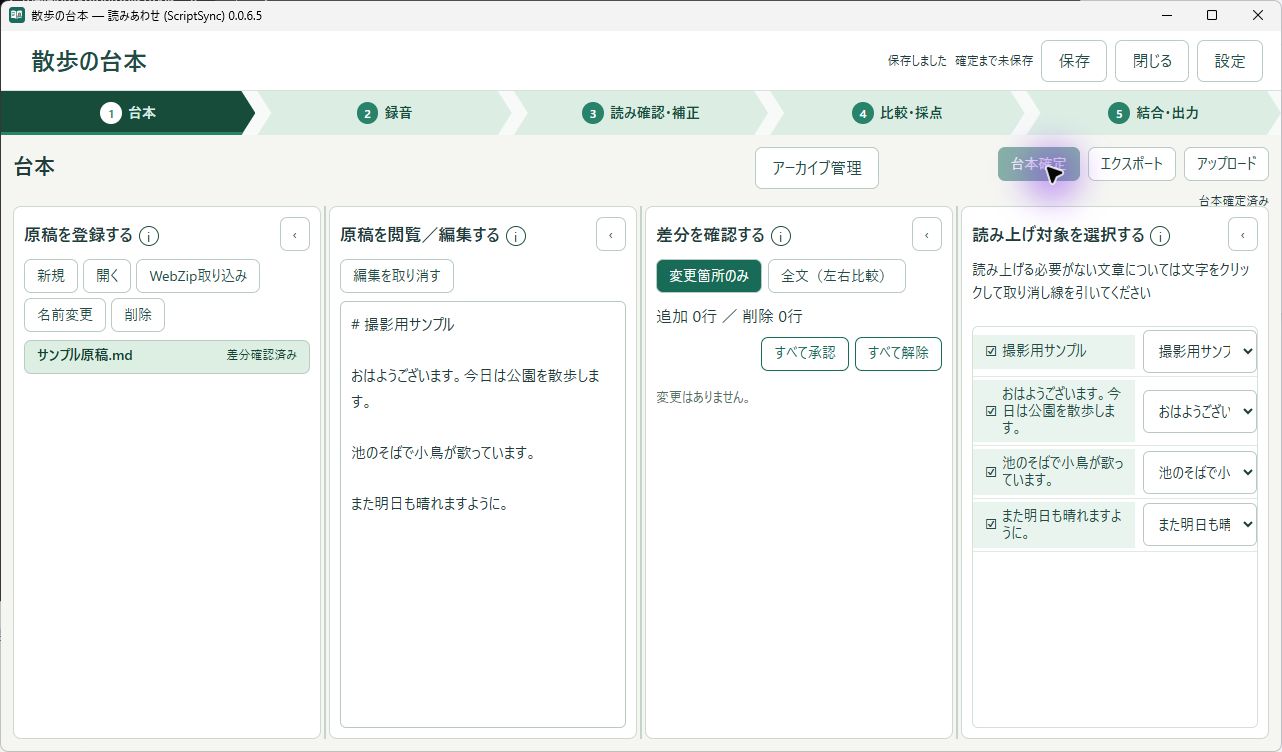 散歩の台本 — 読みあわせ (ScriptSync) 0.0.6.5
散歩の台本
保存しました 確定まで未保存 保存 閉じる 設定
1 台本 2 録音 3 読み確認・補正 4 比較・採点 5 結合・出力
台本 アーカイブ管理 台本確定 エクスポート アップロード
台本確定済み
原稿を登録する
新規 開く WebZip取り込み
名前変更 削除
サンプル原稿.md 差分確認済み
原稿を閲覧／編集する
編集を取り消す
# 撮影用サンプル
おはようございます。今日は公園を散歩しま
す。
池のそばで小鳥が歌っています。
また明日も晴れますように。
差分を確認する
変更箇所のみ 全文（左右比較）
追加 0行 ／ 削除 0行
すべて承認 すべて解除
変更はありません。
読み上げ対象を選択する
読み上げる必要がない文章については文字をクリッ
クして取り消し線を引いてください
撮影用サンプル 撮影用サンプ
おはようございます。今
日は公園を散歩しま
す。
おはようござい
池のそばで小鳥が歌っ
ています。
池のそばで小
また明日も晴れますよ
うに。
また明日も晴